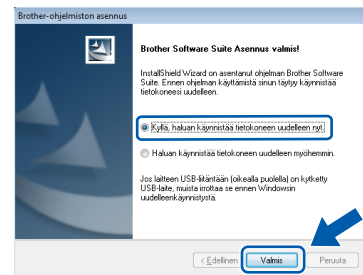 Brother-ohjelmiston asennus
Brother Software Suite Asennus valmis!
InstallShield Wizard on asentanut ohjelman Brother Software
Suite. Ennen ohjelman käyttämistä sinun täytyy käynnistää
tietokoneesi uudelleen.
Kyllä, haluan käynnistää tietokoneen uudelleen nyt.
Haluan käynnistää tietokoneen uudelleen myöhemmin.
Jos laitteen USB-liitäntään (oikealla puolella) on kytketty
USB-laite, muista irrottaa se ennen Windowsin
uudelleenkäynnistystä.
< Edellinen Valmis Peruuta